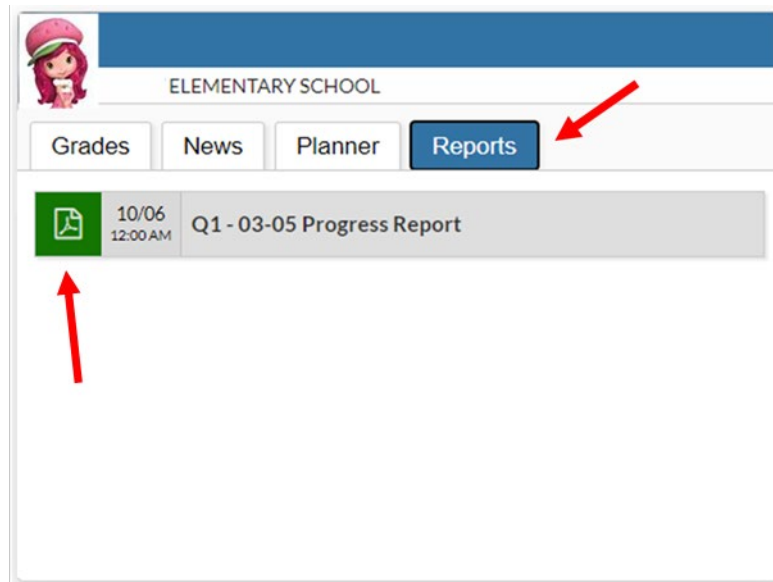 ELEMENTARY SCHOOL
Grades News Planner Reports
10/06
12:00 AM
Q1 - 03-05 Progress Report